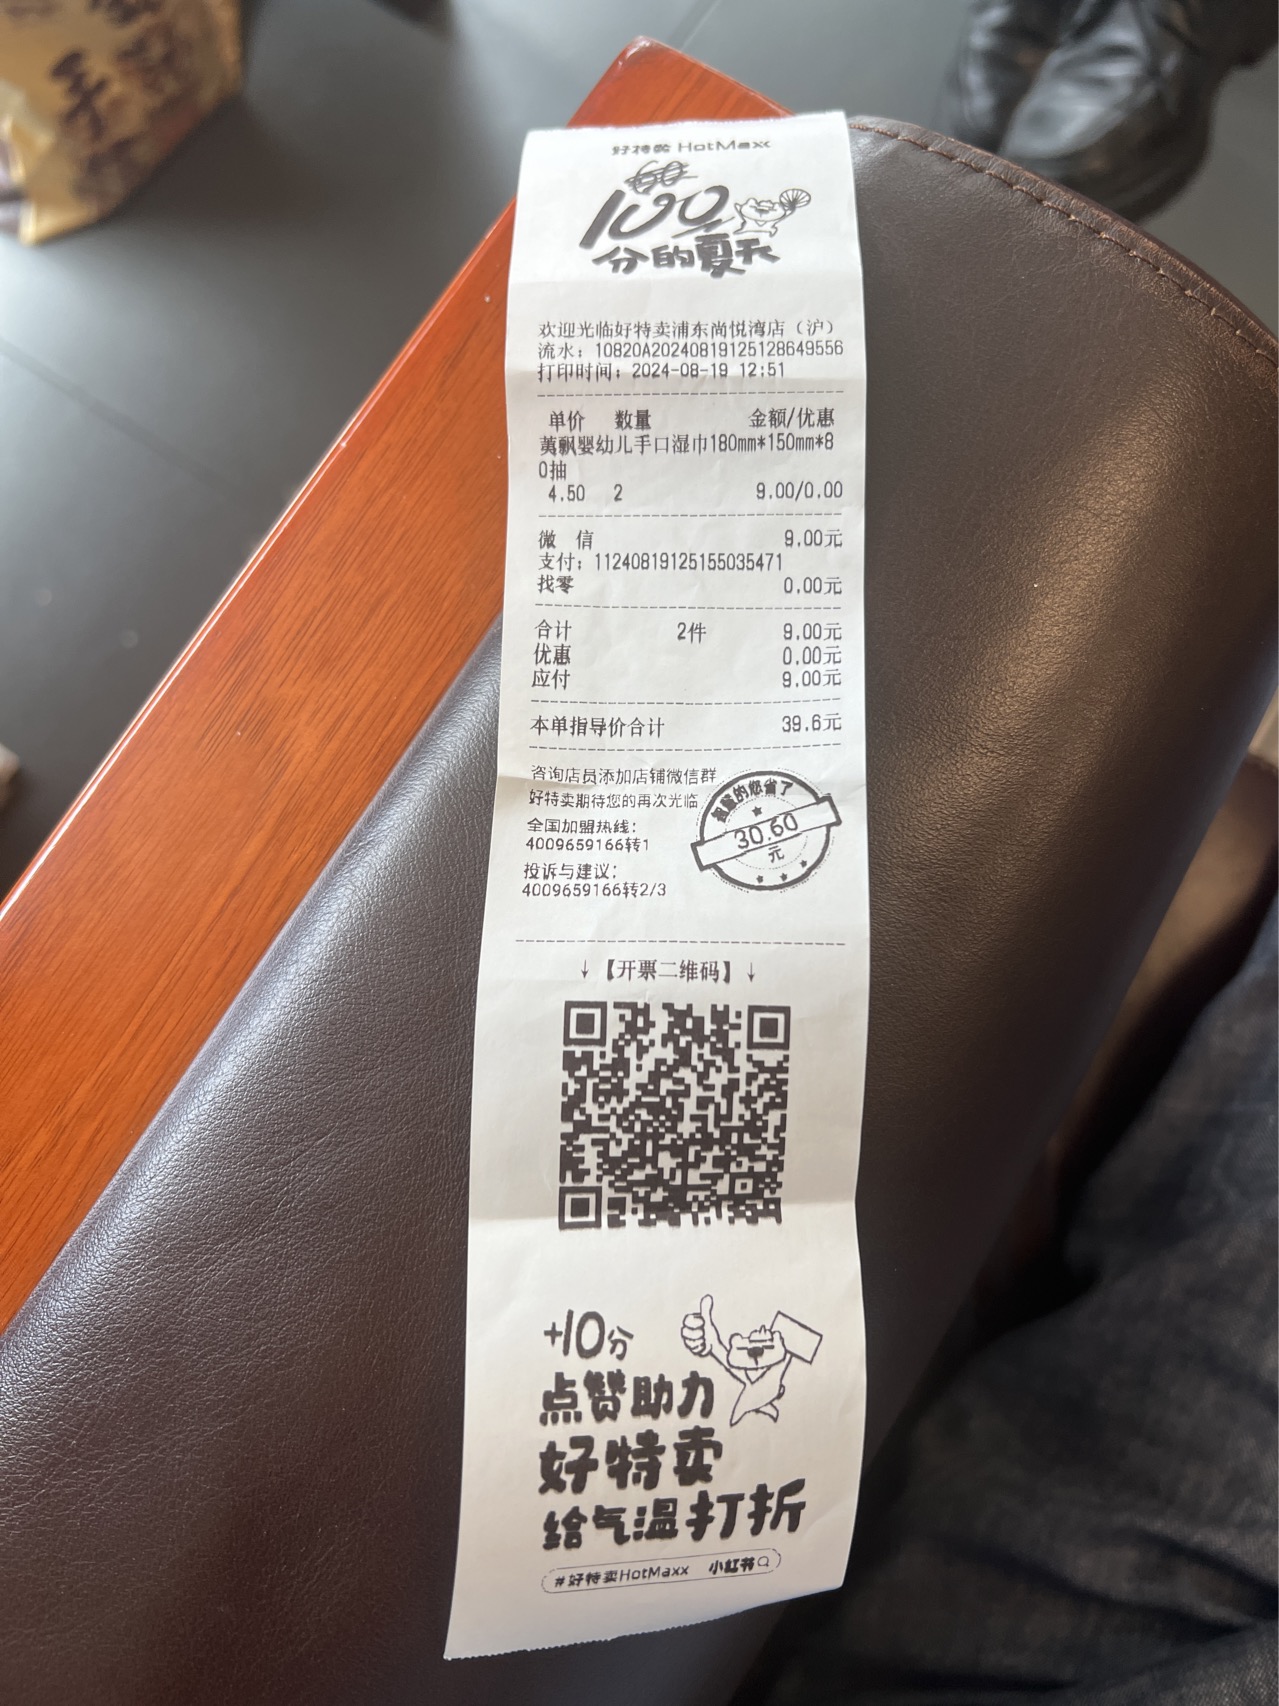 好特卖 HotMaxx
60
100
分的夏天
欢迎光临好特卖浦东尚悦湾店（沪）
流水：10820A20240819125128649556
打印时间：2024-08-19 12:51
单价 数量 金额/优惠
蓠飘婴幼儿手口湿巾180mm*150mm*8
0抽
4.50 2 9.00/0.00
微 信 9.00元
支付：11240819125155035471
找零 0.00元
合计 2件 9.00元
优惠 0.00元
应付 9.00元
本单指导价合计 39.6元
咨询店员添加店铺微信群
好特卖期待您的再次光临
全国加盟热线：
4009659166转1
投诉与建议：
4009659166转2/3
的您省了
30.60
元
↓【开票二维码】↓
+10分
点赞助力
好特卖
给气温打折
#好特卖HotMaxx 小红书
手